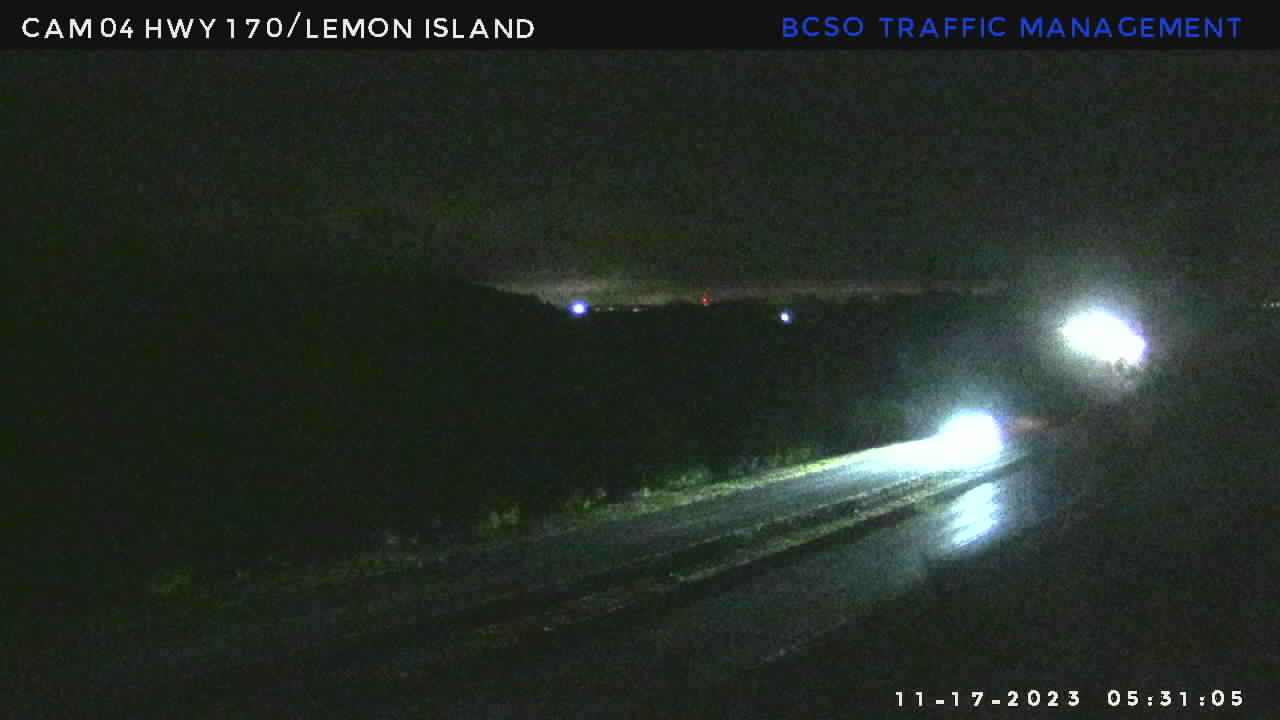 CAM04 HWY 170/LEMON ISLAND
BCSO TRAFFIC MANAGEMENT
11-17-2023 05:31:05